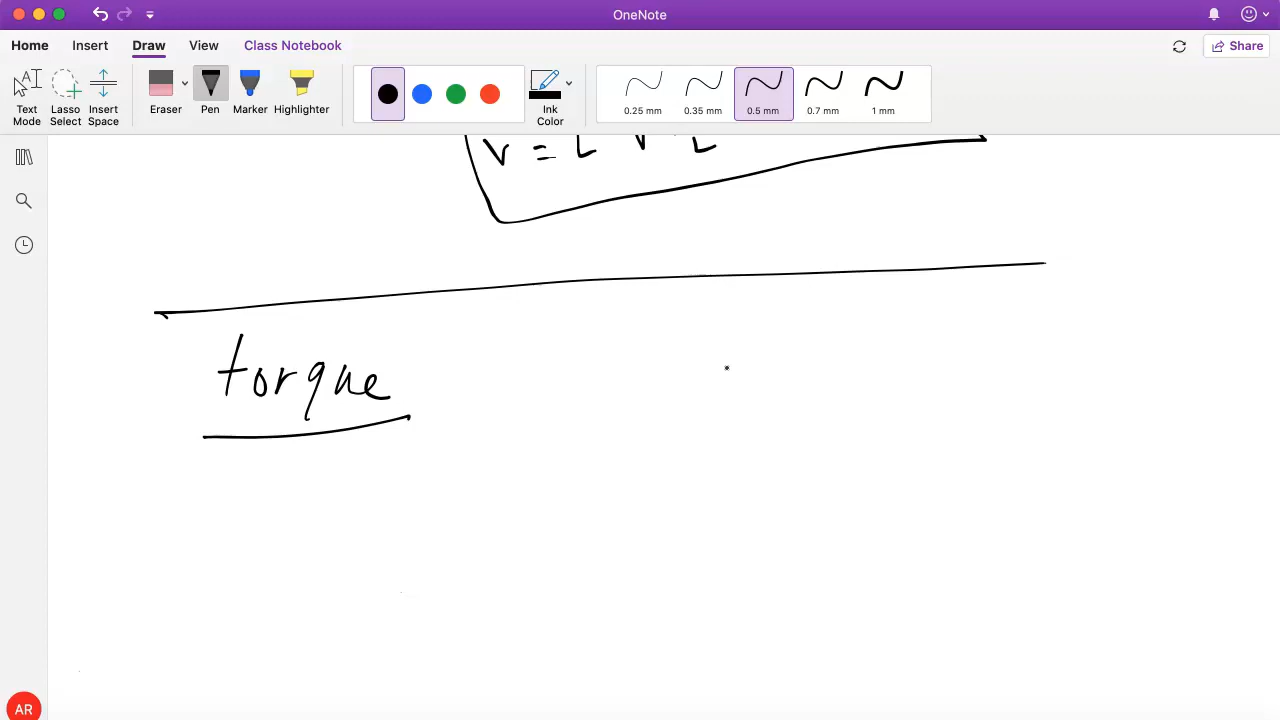 OneNote
Home Insert Draw View Class Notebook
Share
Text Mode
Lasso Select
Insert Space
Eraser
Pen
Marker
Highlighter
Ink Color
0.25 mm
0.35 mm
0.5 mm
0.7 mm
1 mm
torque
AR